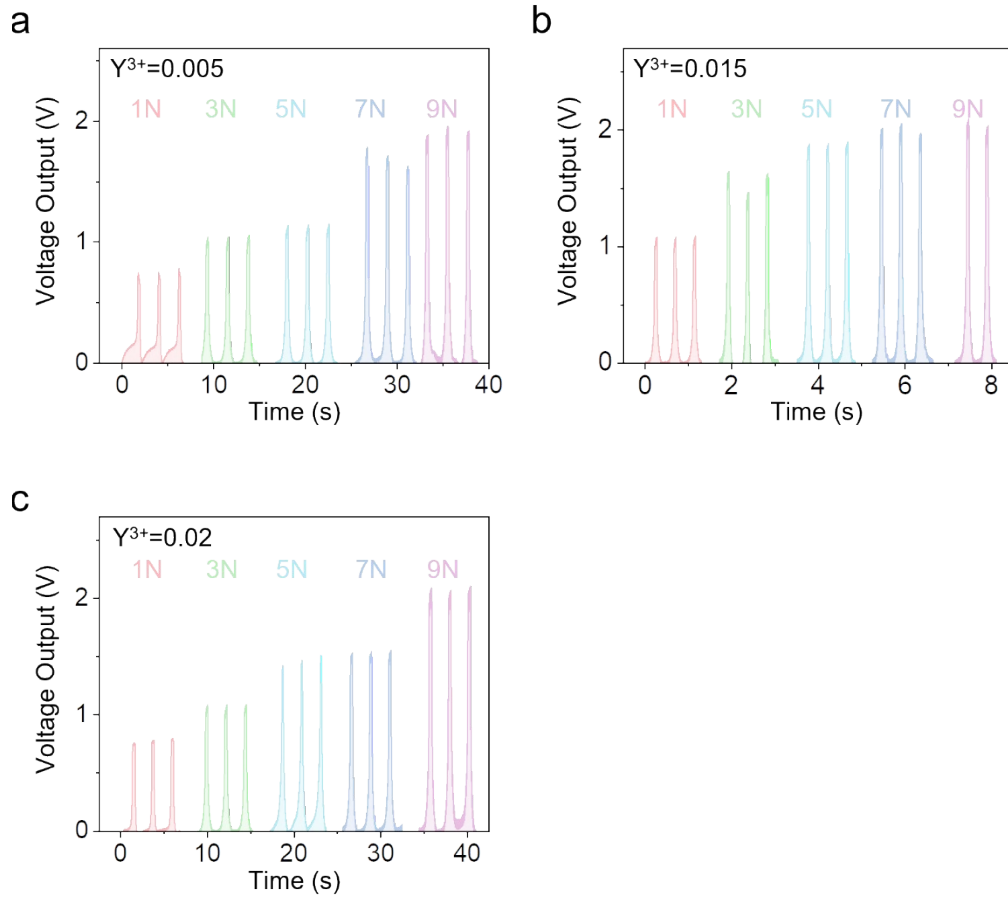 a
Y³⁺=0.005
1N 3N 5N 7N 9N
2
1
0
Voltage Output (V)
0 10 20 30 40
Time (s)
b
Y³⁺=0.015
1N 3N 5N 7N 9N
2
1
0
Voltage Output (V)
0 2 4 6 8
Time (s)
c
Y³⁺=0.02
1N 3N 5N 7N 9N
2
1
0
Voltage Output (V)
0 10 20 30 40
Time (s)